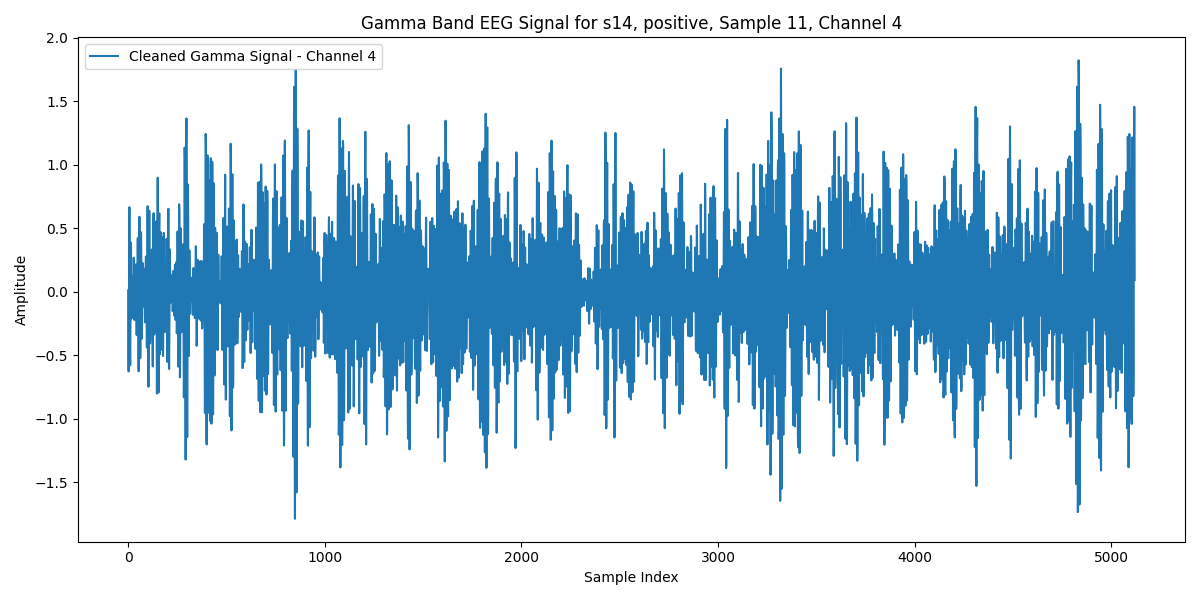 Gamma Band EEG Signal for s14, positive, Sample 11, Channel 4
Cleaned Gamma Signal - Channel 4
2.0
1.5
1.0
0.5
0.0
−0.5
−1.0
−1.5
Amplitude
0 1000 2000 3000 4000 5000
Sample Index